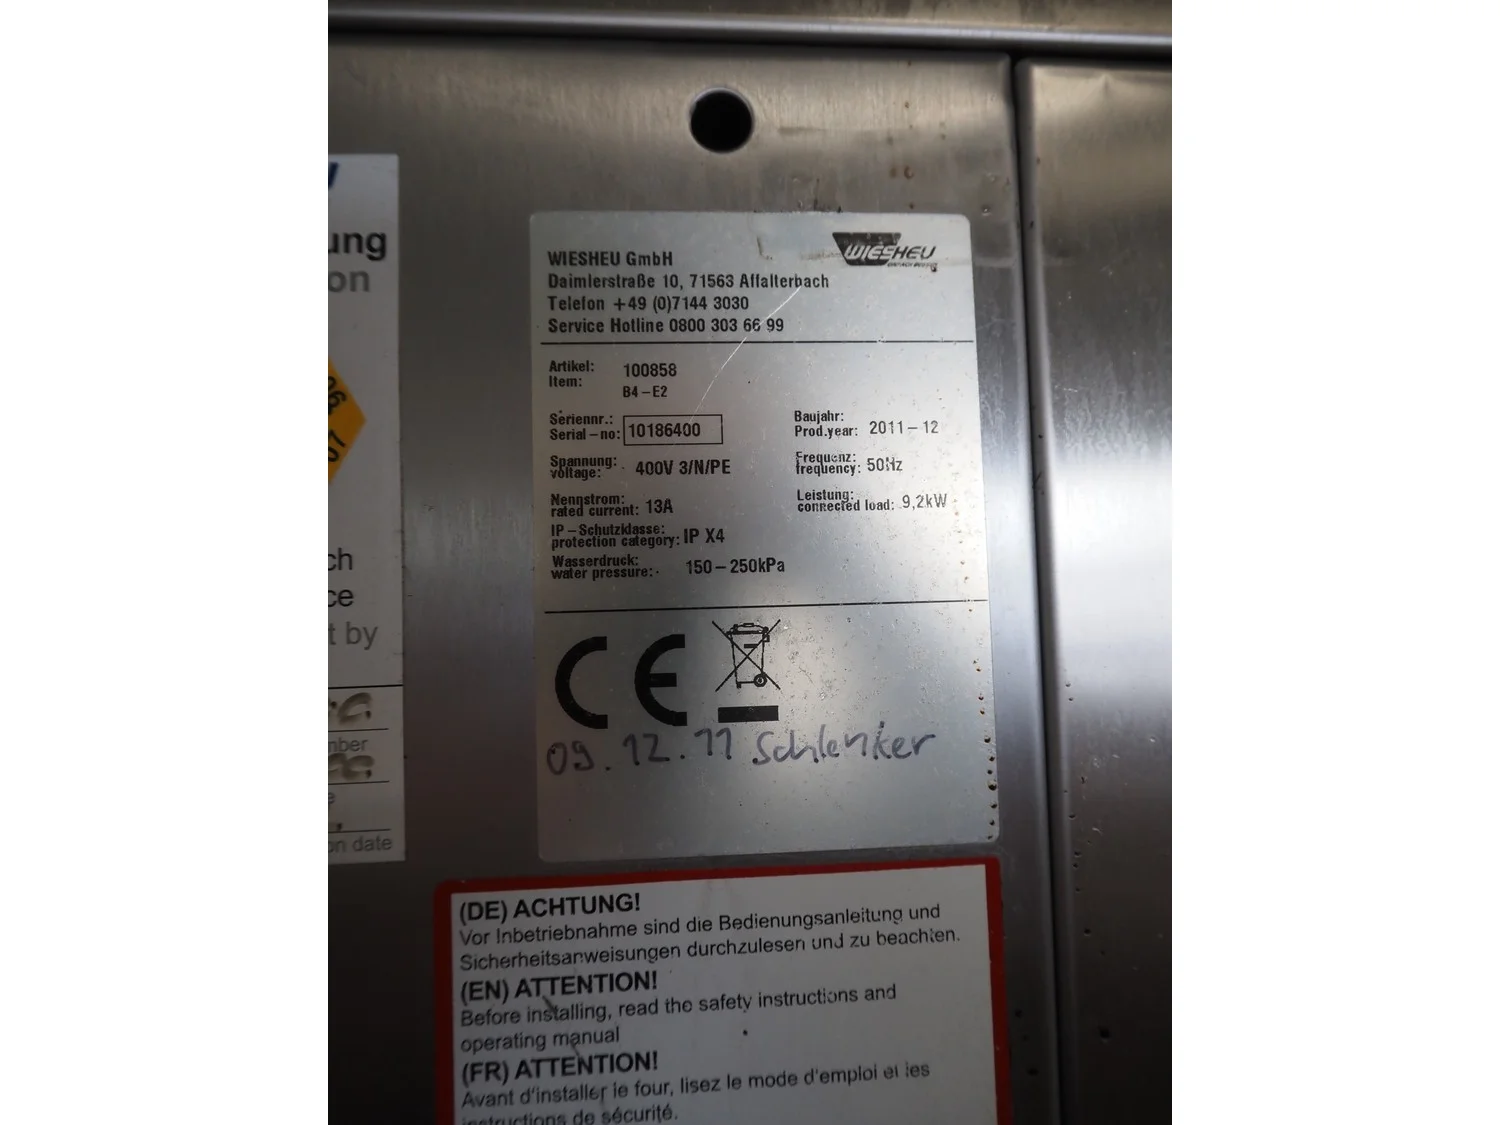 WIESHEU GmbH
Daimlerstraße 10, 71563 Affalterbach
Telefon +49 (0)7144 3030
Service Hotline 0800 303 66 99
WIESHEU
Artikel: 100858
Item: B4-E2
Seriennr.:
Serial-no: 10186400
Baujahr:
Prod.year: 2011-12
Spannung:
voltage: 400V 3/N/PE
Frequenz:
frequency: 50Hz
Nennstrom:
rated current: 13A
Leistung:
connected load: 9,2kW
IP-Schutzklasse:
protection category: IP X4
Wasserdruck:
water pressure: 150-250kPa
CE
09.12.11 Schlenker
(DE) ACHTUNG!
Vor Inbetriebnahme sind die Bedienungsanleitung und
Sicherheitsanweisungen durchzulesen und zu beachten.
(EN) ATTENTION!
Before installing, read the safety instructions and
operating manual
(FR) ATTENTION!
Avant d'installer le four, lisez le mode d'emploi et les
instructions de sécurité.
ung
on
ch
ce
t by
mber
on date